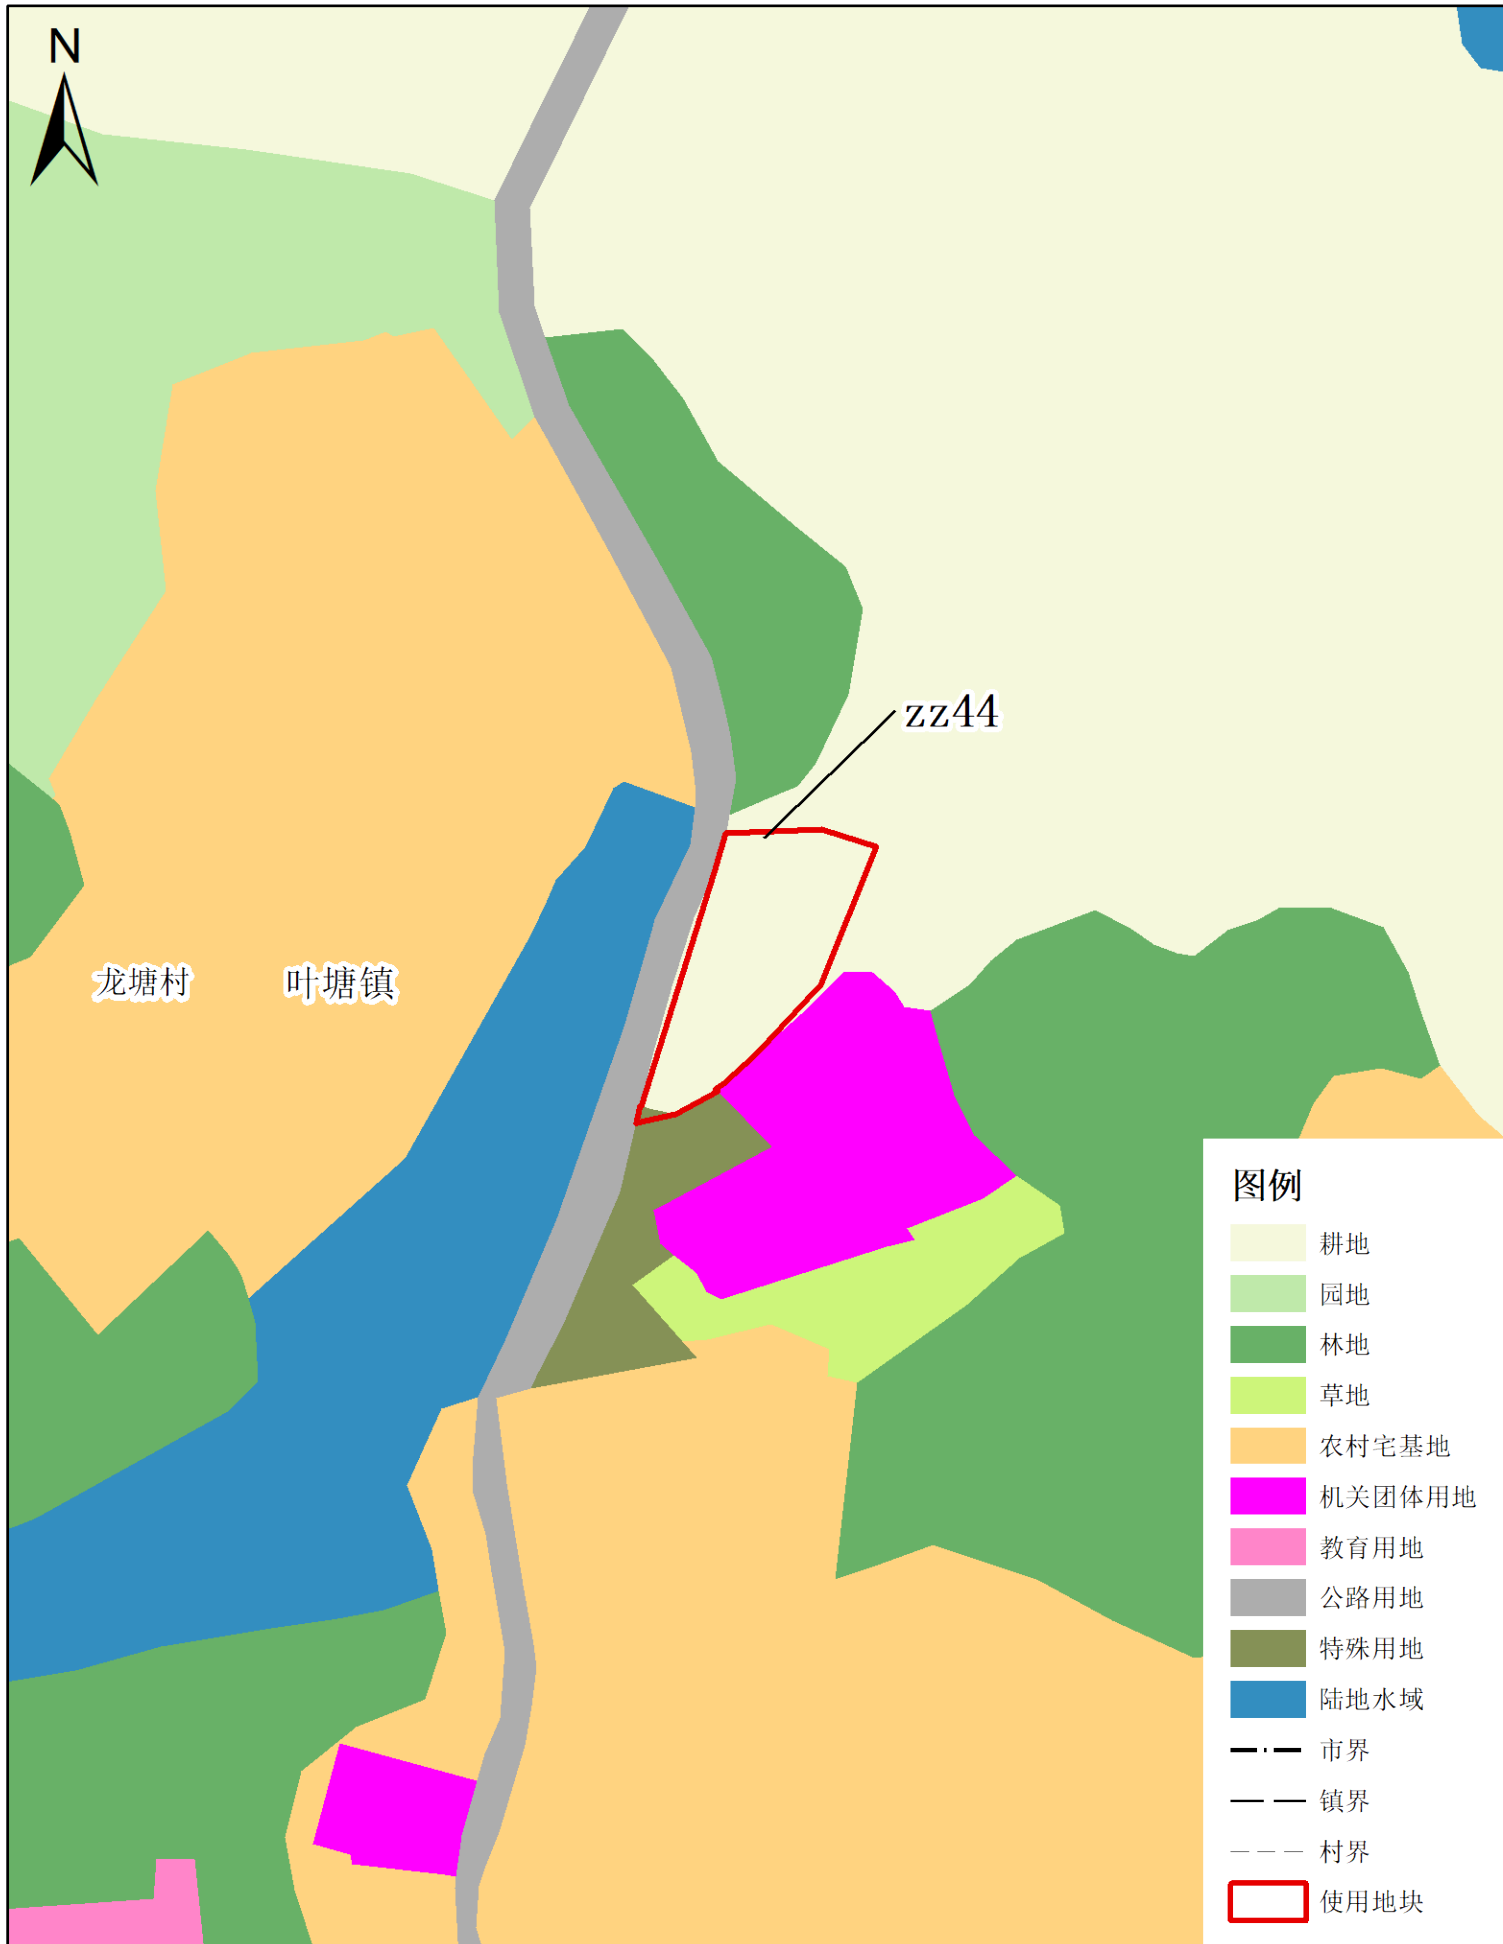 N
zz44
龙塘村
叶塘镇
图例
耕地
园地
林地
草地
农村宅基地
机关团体用地
教育用地
公路用地
特殊用地
陆地水域
市界
镇界
村界
使用地块